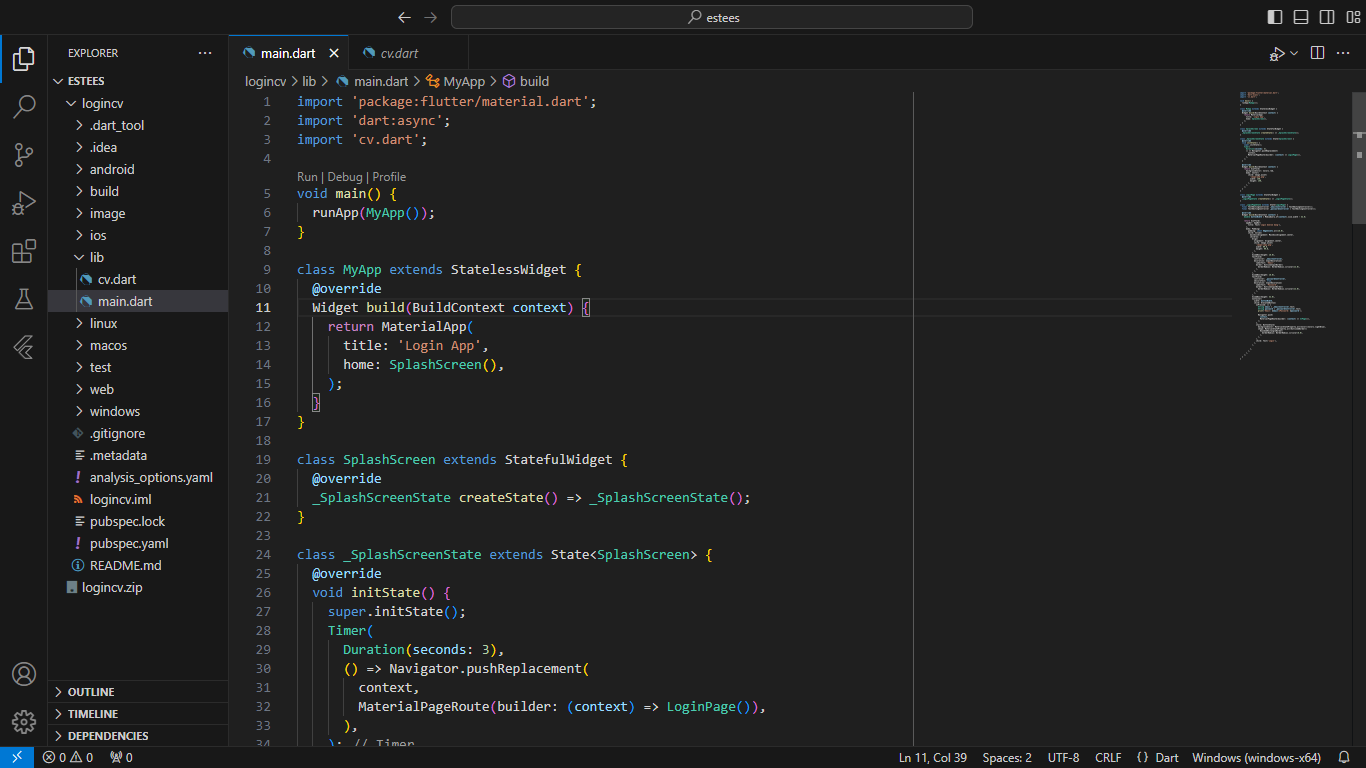 estees
EXPLORER
ESTEES
logincv
.dart_tool
.idea
android
build
image
ios
lib
cv.dart
main.dart
linux
macos
test
web
windows
.gitignore
.metadata
analysis_options.yaml
logincv.iml
pubspec.lock
pubspec.yaml
README.md
logincv.zip
OUTLINE
TIMELINE
DEPENDENCIES
main.dart cv.dart
logincv > lib > main.dart > MyApp > build
1 import 'package:flutter/material.dart';
2 import 'dart:async';
3 import 'cv.dart';
4
Run | Debug | Profile
5 void main() {
6 runApp(MyApp());
7 }
8
9 class MyApp extends StatelessWidget {
10 @override
11 Widget build(BuildContext context) {
12 return MaterialApp(
13 title: 'Login App',
14 home: SplashScreen(),
15 );
16 }
17 }
18
19 class SplashScreen extends StatefulWidget {
20 @override
21 _SplashScreenState createState() => _SplashScreenState();
22 }
23
24 class _SplashScreenState extends State<SplashScreen> {
25 @override
26 void initState() {
27 super.initState();
28 Timer(
29 Duration(seconds: 3),
30 () => Navigator.pushReplacement(
31 context,
32 MaterialPageRoute(builder: (context) => LoginPage()),
33 ),
34 ); // Timer
0 0 0 Ln 11, Col 39 Spaces: 2 UTF-8 CRLF {} Dart Windows (windows-x64)